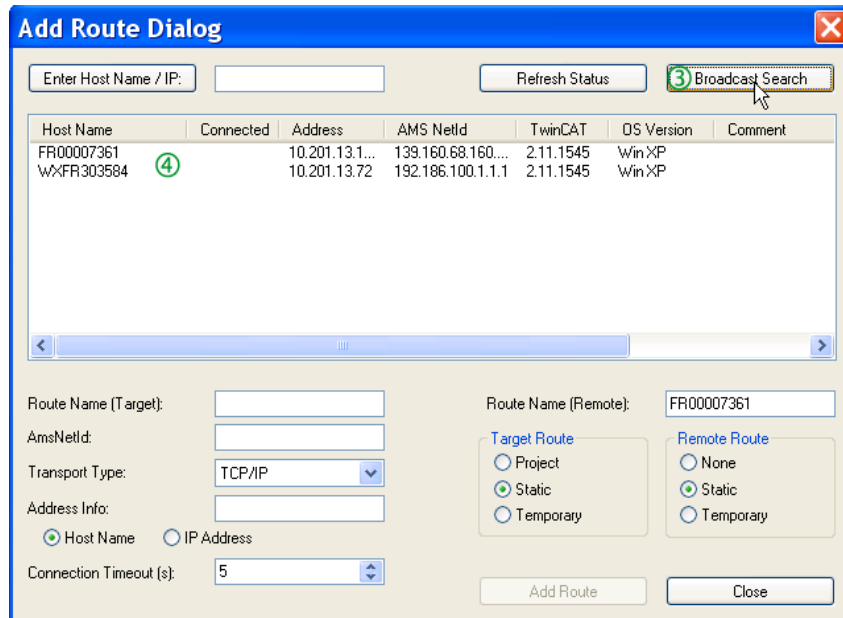 Add Route Dialog
Enter Host Name / IP: Refresh Status ③ Broadcast Search
Host Name Connected Address AMS NetId TwinCAT OS Version Comment
FR00007361 10.201.13.1... 139.160.68.160.... 2.11.1545 Win XP
WXFR303584 ④ 10.201.13.72 192.186.100.1.1.1 2.11.1545 Win XP
Route Name (Target): Route Name (Remote): FR00007361
AmsNetId: Target Route Remote Route
Project None
Transport Type: TCP/IP Static Static
Address Info: Temporary Temporary
Host Name IP Address
Connection Timeout (s): 5
Add Route Close